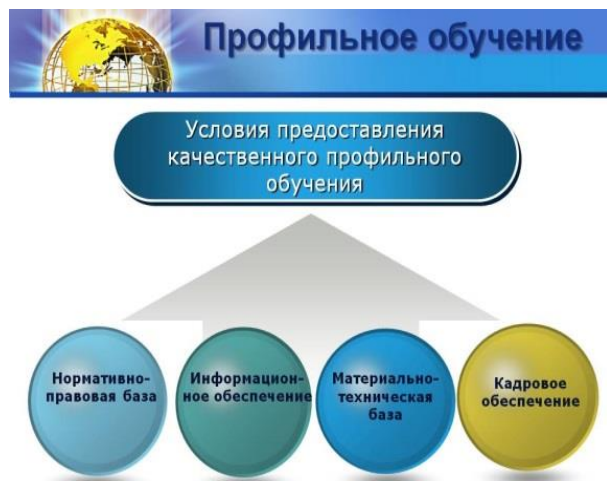 Профильное обучение
Условия предоставления
качественного профильного
обучения
Нормативно-
правовая база
Информацион-
ное обеспечение
Материально-
техническая
база
Кадровое
обеспечение